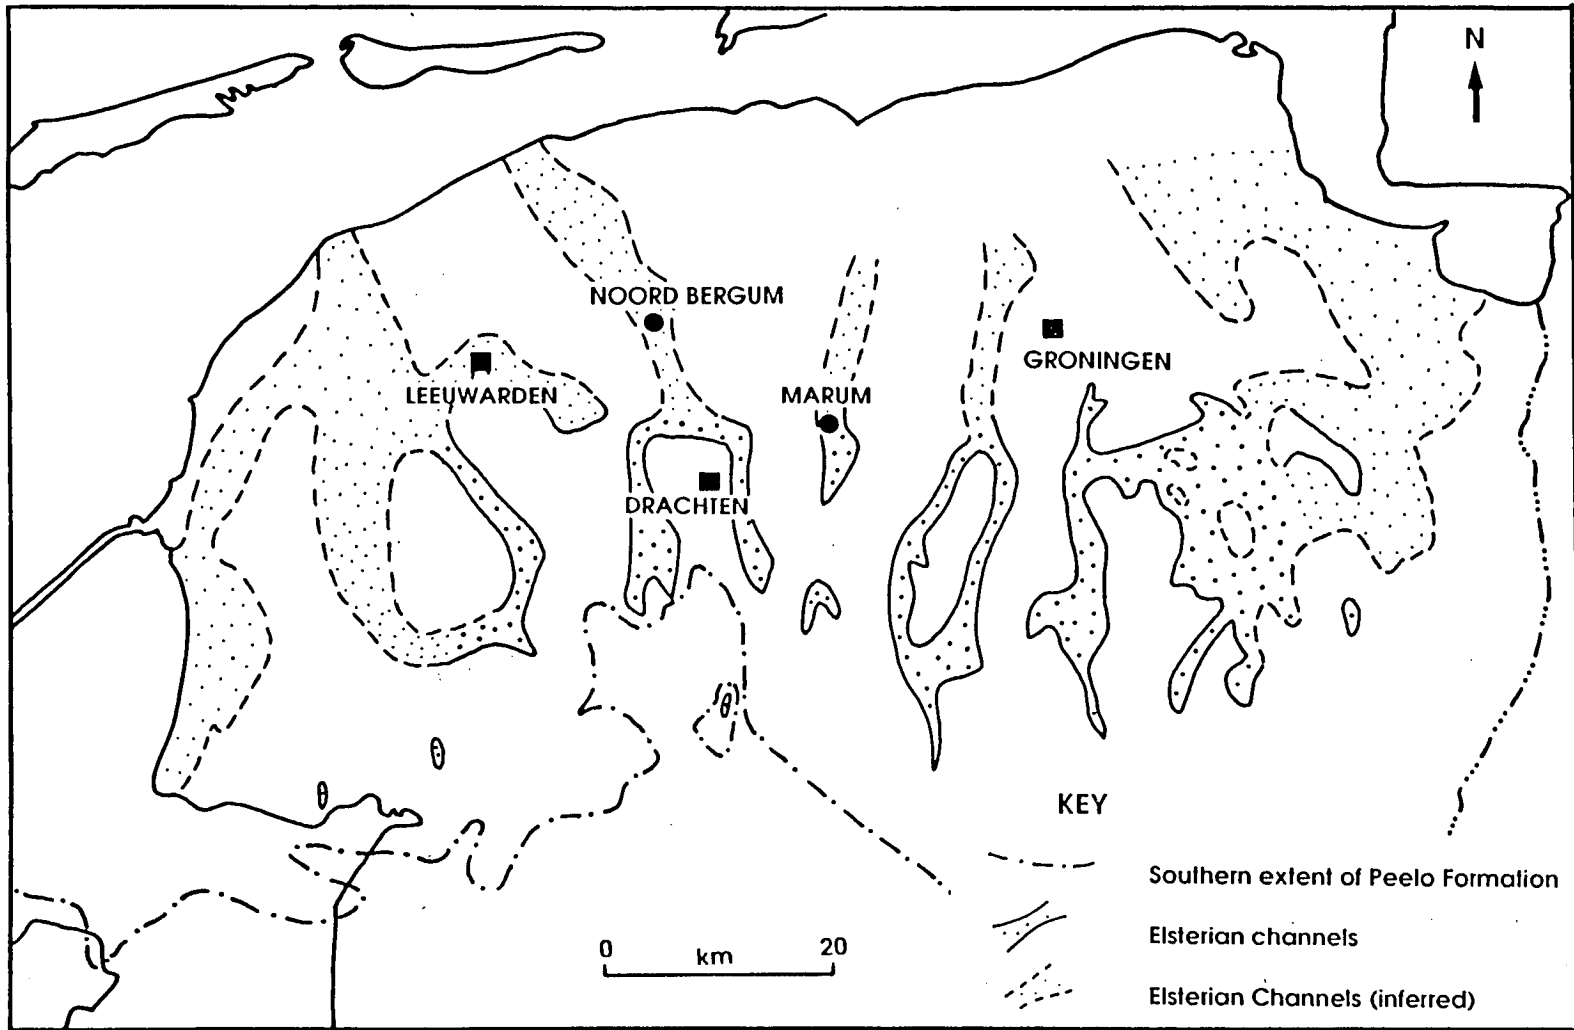 N
NOORD BERGUM
LEEUWARDEN
MARUM
GRONINGEN
DRACHTEN
KEY
Southern extent of Peelo Formation
Elsterian channels
Elsterian Channels (inferred)
0 20
km